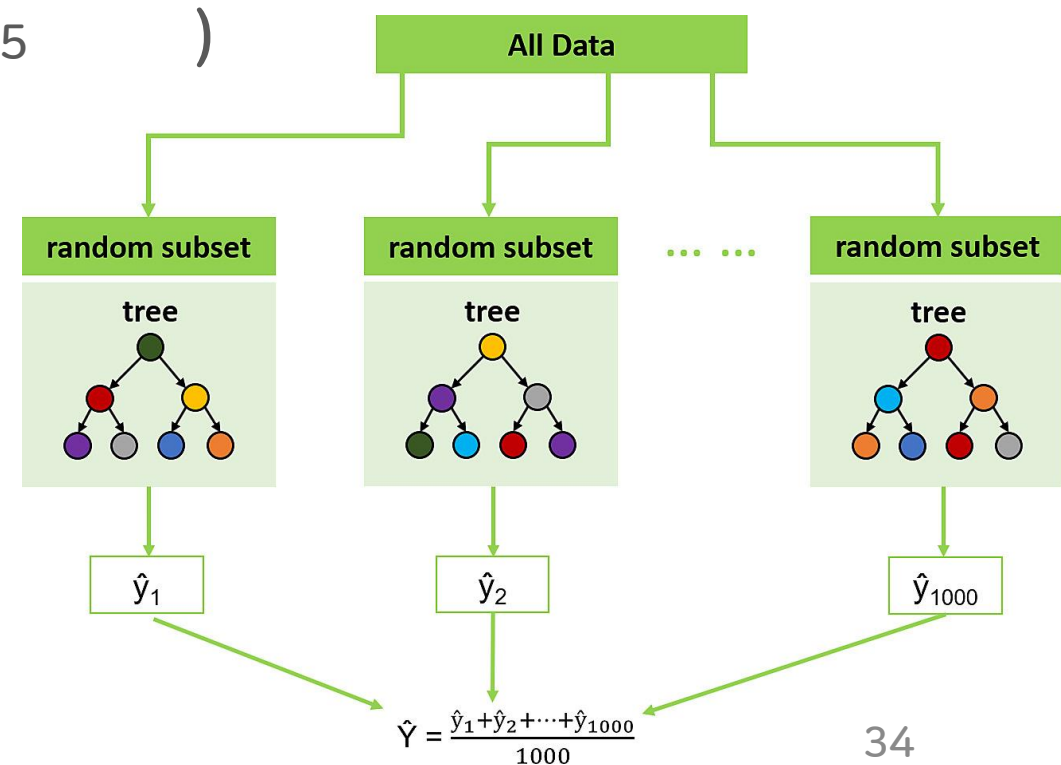 5 )
All Data
random subset random subset ... ... random subset
tree tree tree
ŷ₁ ŷ₂ ŷ₁₀₀₀
Ŷ = (ŷ₁+ŷ₂+⋯+ŷ₁₀₀₀)/1000
34